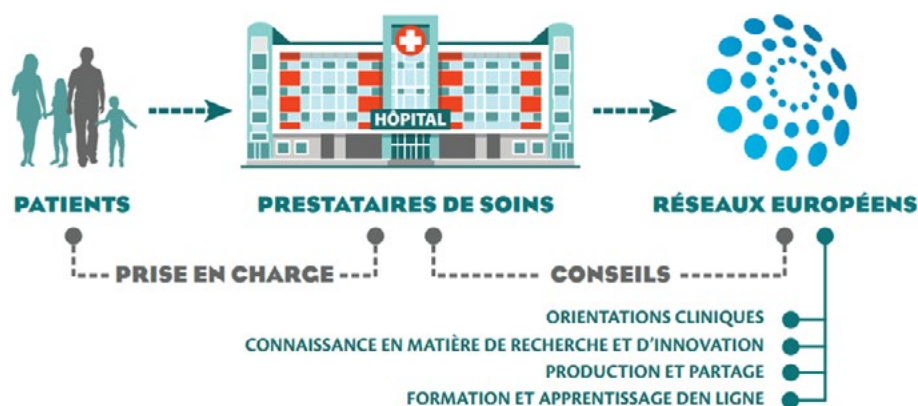 HÔPITAL
PATIENTS
PRESTATAIRES DE SOINS
RÉSEAUX EUROPÉENS
PRISE EN CHARGE
CONSEILS
ORIENTATIONS CLINIQUES
CONNAISSANCE EN MATIÈRE DE RECHERCHE ET D'INNOVATION
PRODUCTION ET PARTAGE
FORMATION ET APPRENTISSAGE DEN LIGNE